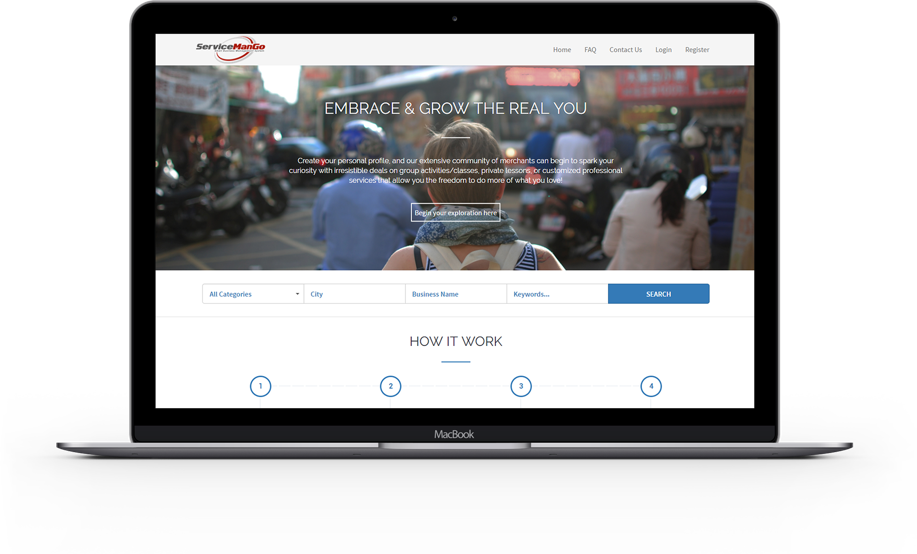 ServiceManGo
Home FAQ Contact Us Login Register
EMBRACE & GROW THE REAL YOU
Create your personal profile, and our extensive community of merchants can begin to spark your
curiosity with irresistible deals on group activities/classes, private lessons, or customized professional
services that allow you the freedom to do more of what you love!
Begin your exploration here
All Categories City Business Name Keywords... SEARCH
HOW IT WORK
1 2 3 4
MacBook